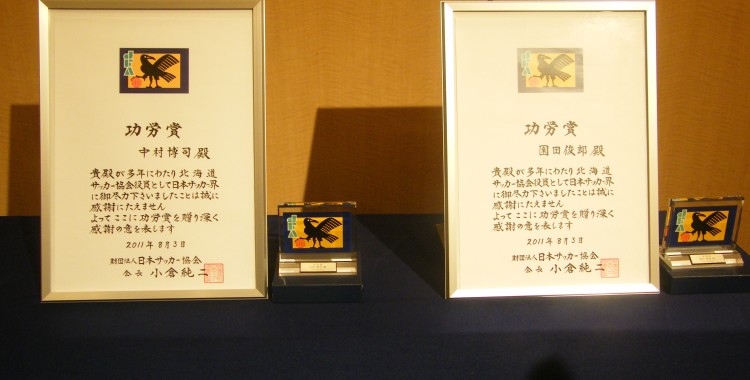 功労賞
中村博司殿
貴殿が多年にわたり北海道
サッカー協会役員として日本サッカー界
に御尽力下さいましたことは誠に
感謝にたえません
よってここに功労賞を贈り深く
感謝の意を表します
2011年8月3日
財団法人日本サッカー協会
会長 小倉純二
功労賞
国田俊郎殿
貴殿が多年にわたり北海道
サッカー協会役員として日本サッカー界
に御尽力下さいましたことは誠に
感謝にたえません
よってここに功労賞を贈り深く
感謝の意を表します
2011年8月3日
財団法人日本サッカー協会
会長 小倉純二